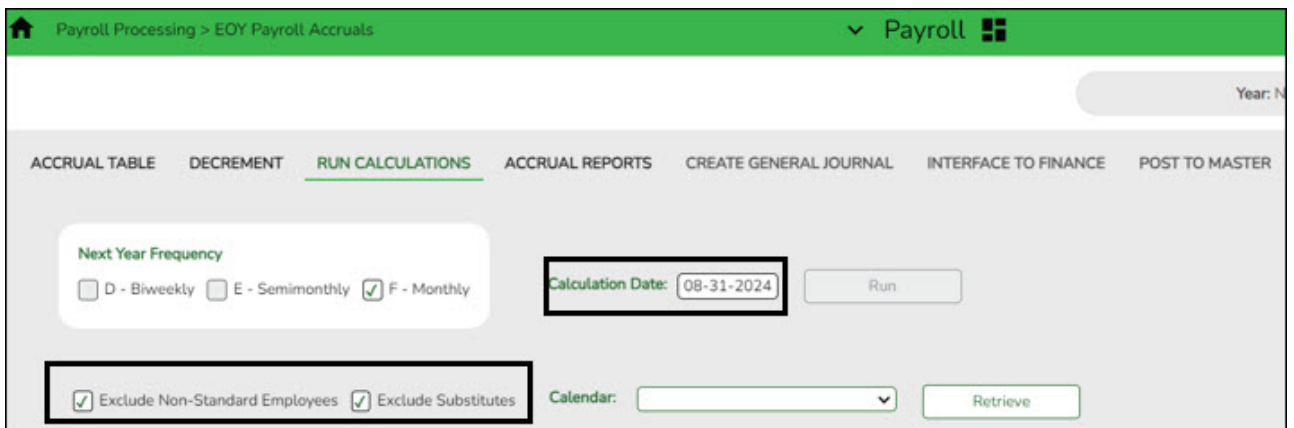 Payroll Processing > EOY Payroll Accruals
Payroll
Year: N
ACCRUAL TABLE DECREMENT RUN CALCULATIONS ACCRUAL REPORTS CREATE GENERAL JOURNAL INTERFACE TO FINANCE POST TO MASTER
Next Year Frequency
D - Biweekly E - Semimonthly F - Monthly
Calculation Date: 08-31-2024 Run
Exclude Non-Standard Employees Exclude Substitutes Calendar: Retrieve